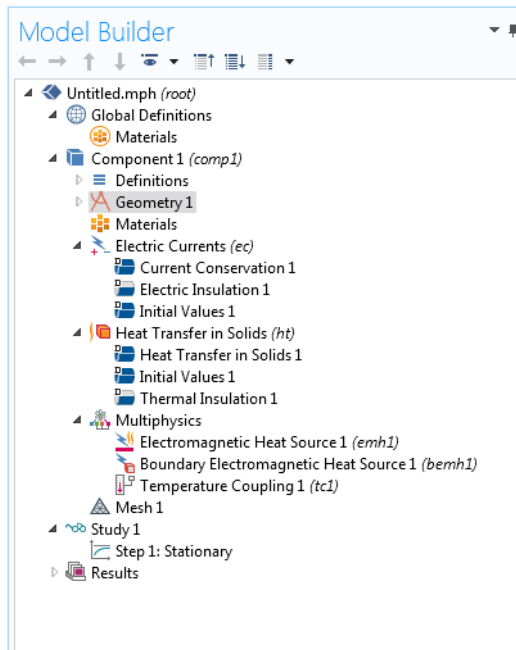 Model Builder
Untitled.mph (root)
Global Definitions
Materials
Component 1 (comp1)
Definitions
Geometry 1
Materials
Electric Currents (ec)
Current Conservation 1
Electric Insulation 1
Initial Values 1
Heat Transfer in Solids (ht)
Heat Transfer in Solids 1
Initial Values 1
Thermal Insulation 1
Multiphysics
Electromagnetic Heat Source 1 (emh1)
Boundary Electromagnetic Heat Source 1 (bemh1)
Temperature Coupling 1 (tc1)
Mesh 1
Study 1
Step 1: Stationary
Results